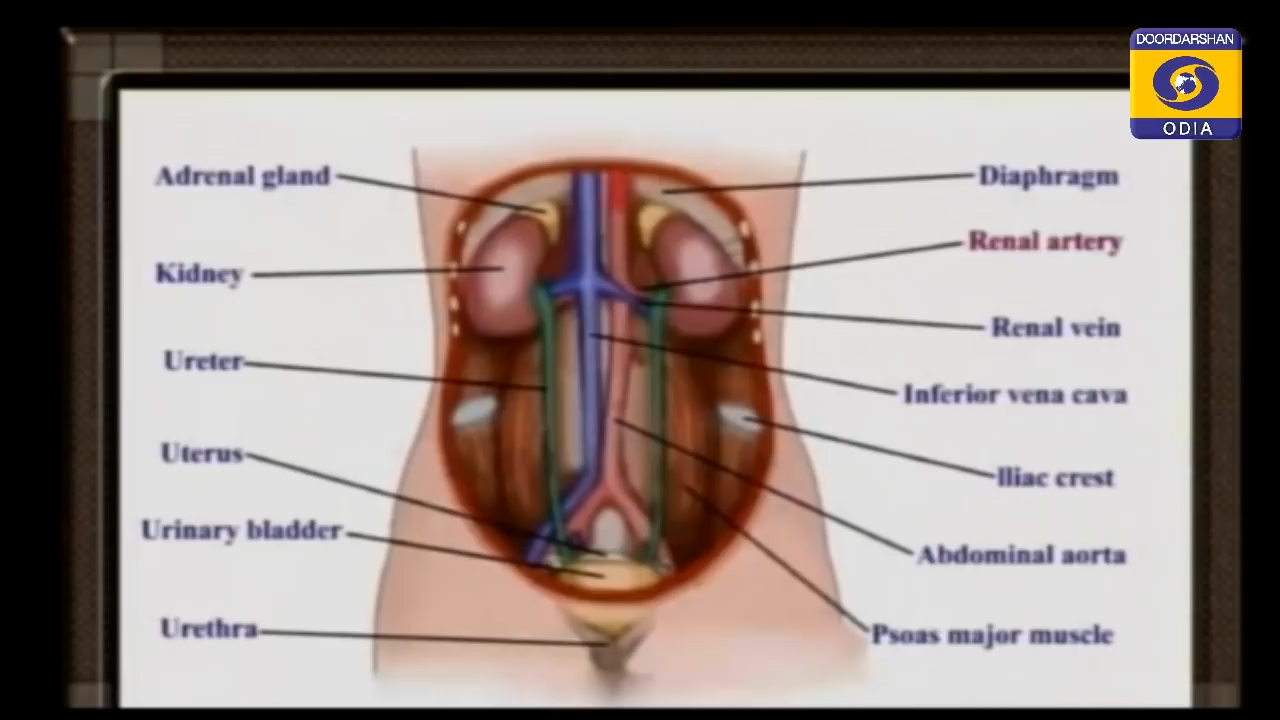 DOORDARSHAN
ODIA
Adrenal gland
Diaphragm
Renal artery
Kidney
Renal vein
Ureter
Inferior vena cava
Uterus
Iliac crest
Urinary bladder
Abdominal aorta
Urethra
Psoas major muscle